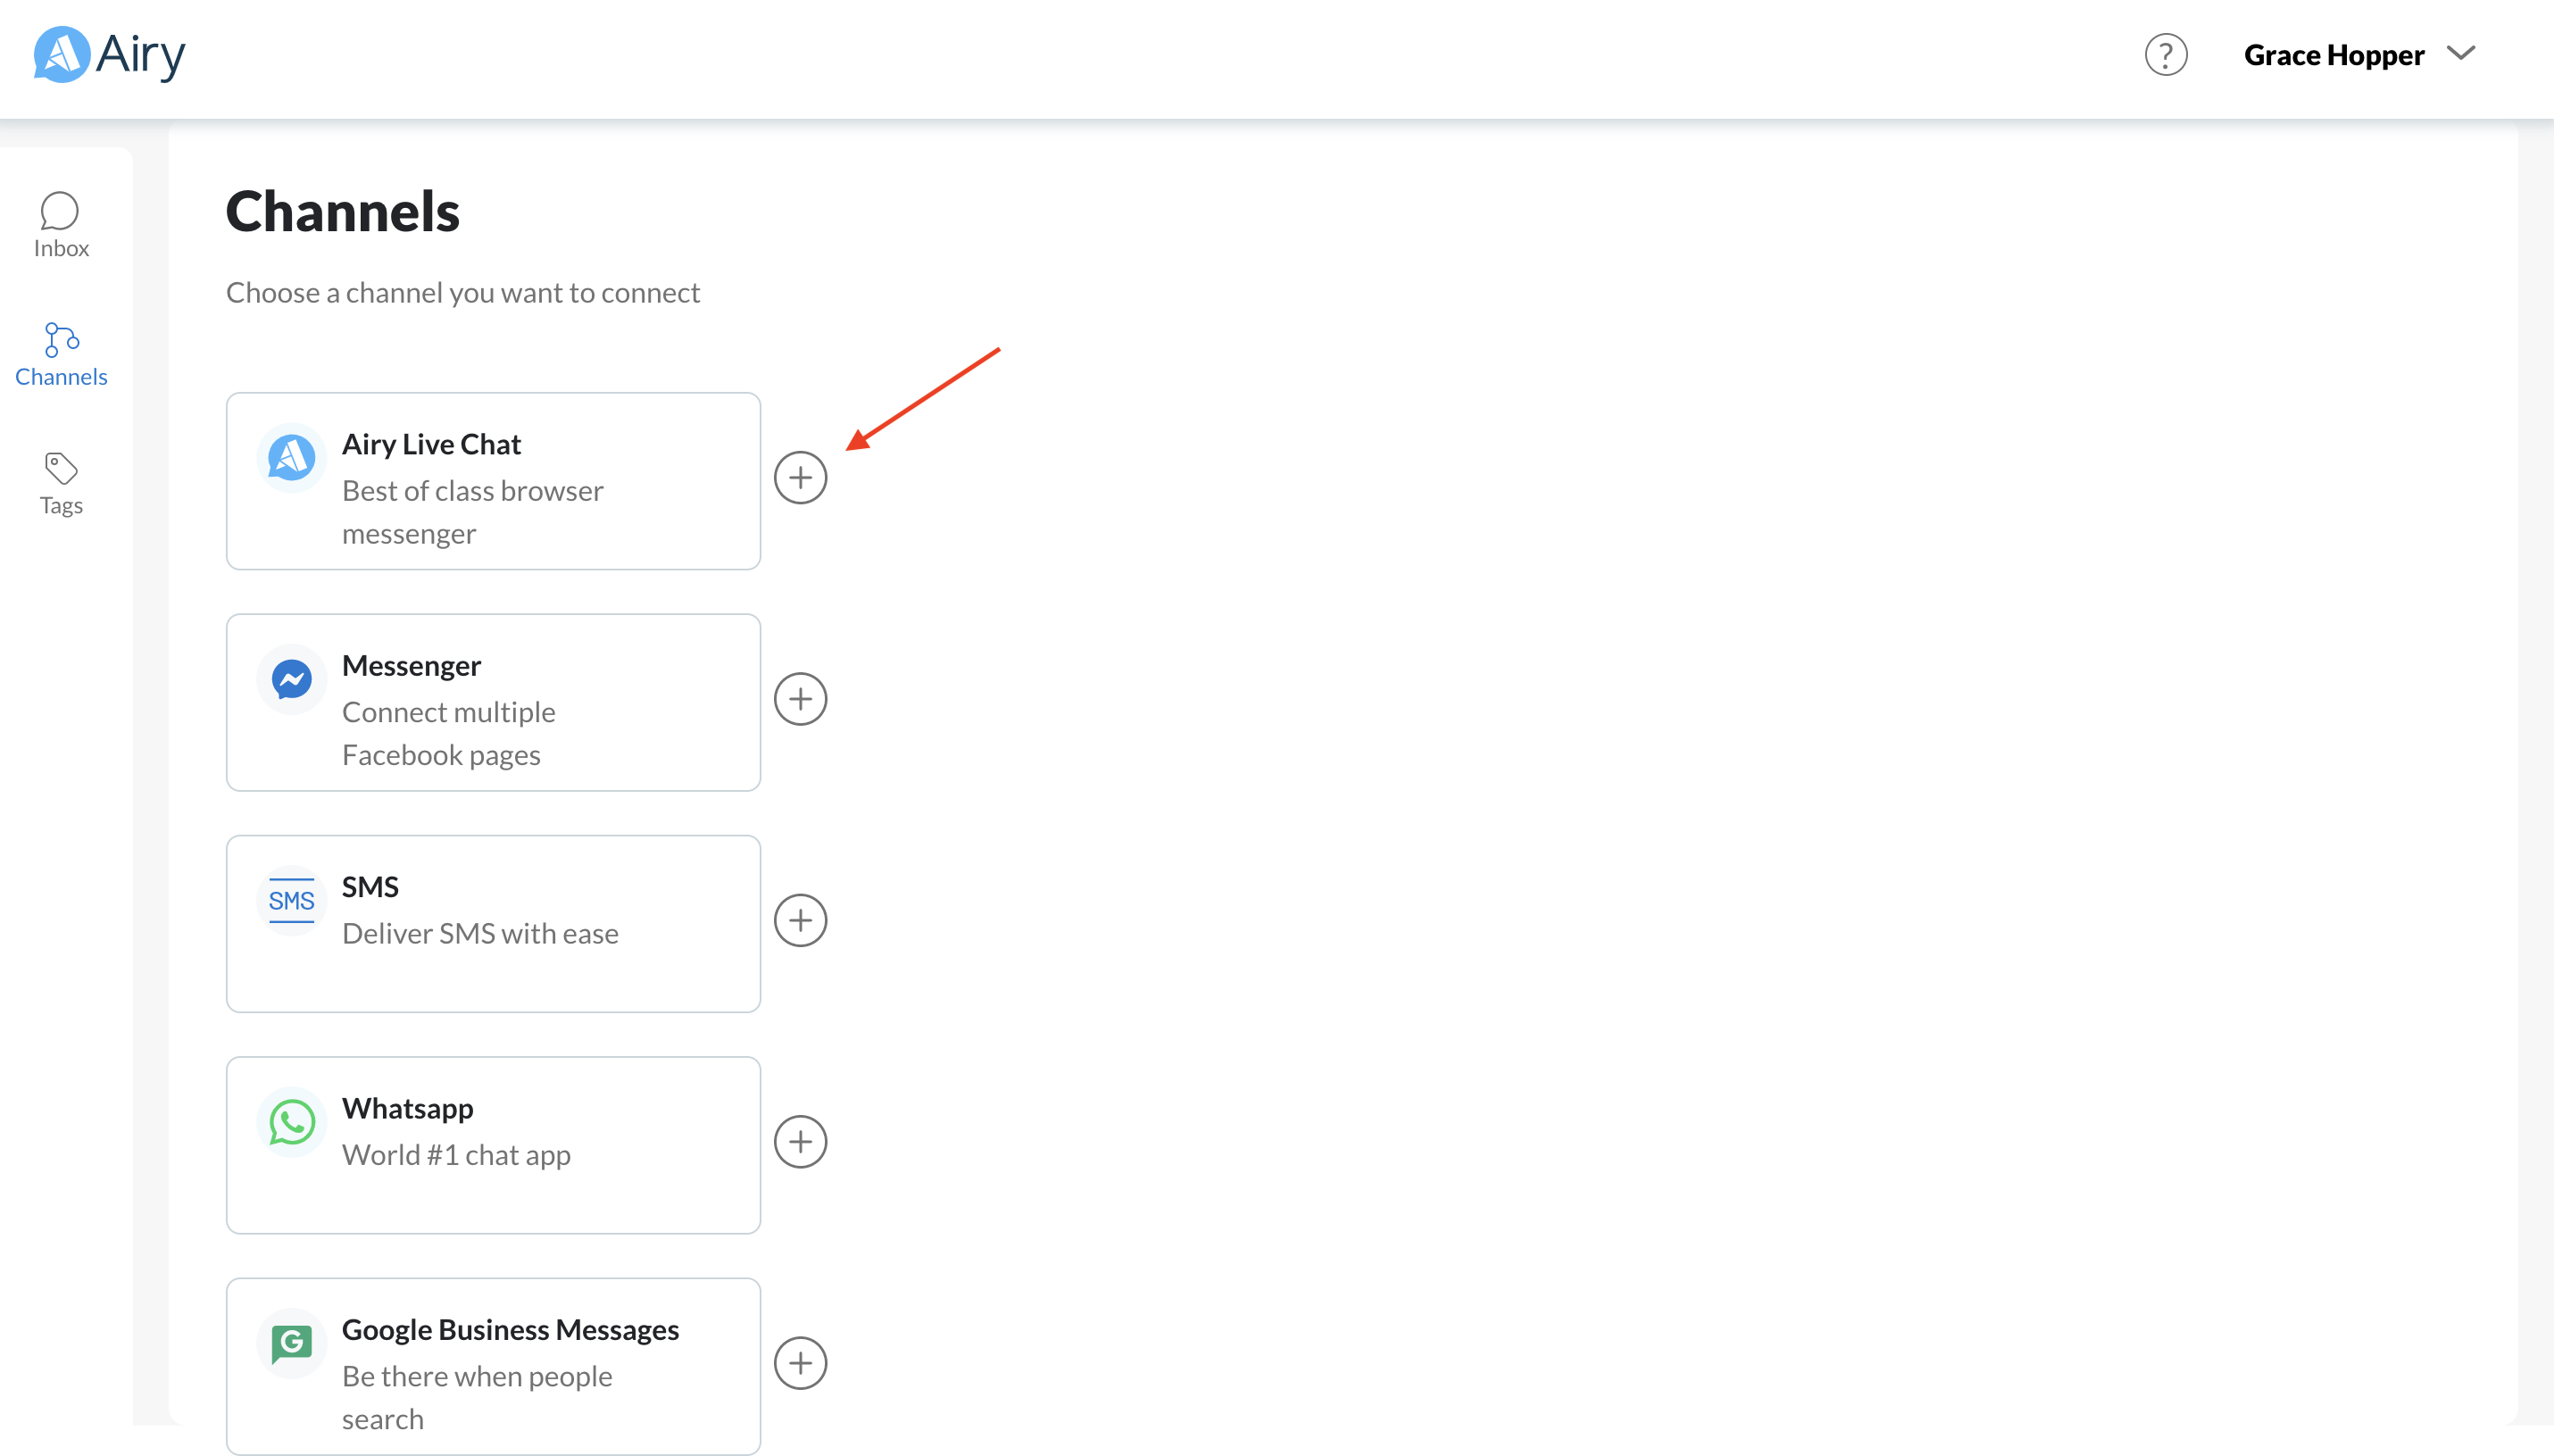 Airy
?
Grace Hopper
Inbox
Channels
Tags
Channels
Choose a channel you want to connect
Airy Live Chat
Best of class browser
messenger
Messenger
Connect multiple
Facebook pages
SMS
SMS
Deliver SMS with ease
Whatsapp
World #1 chat app
G
Google Business Messages
Be there when people
search